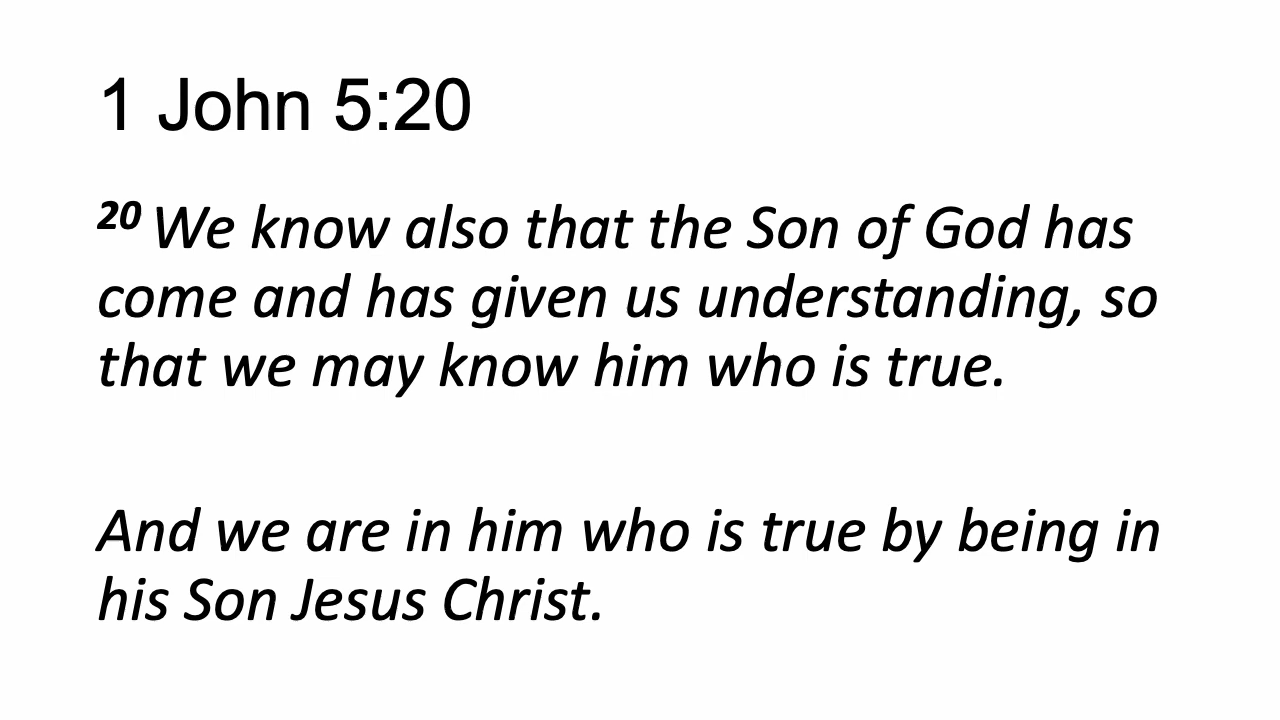 1 John 5:20
20 We know also that the Son of God has
come and has given us understanding, so
that we may know him who is true.
And we are in him who is true by being in
his Son Jesus Christ.